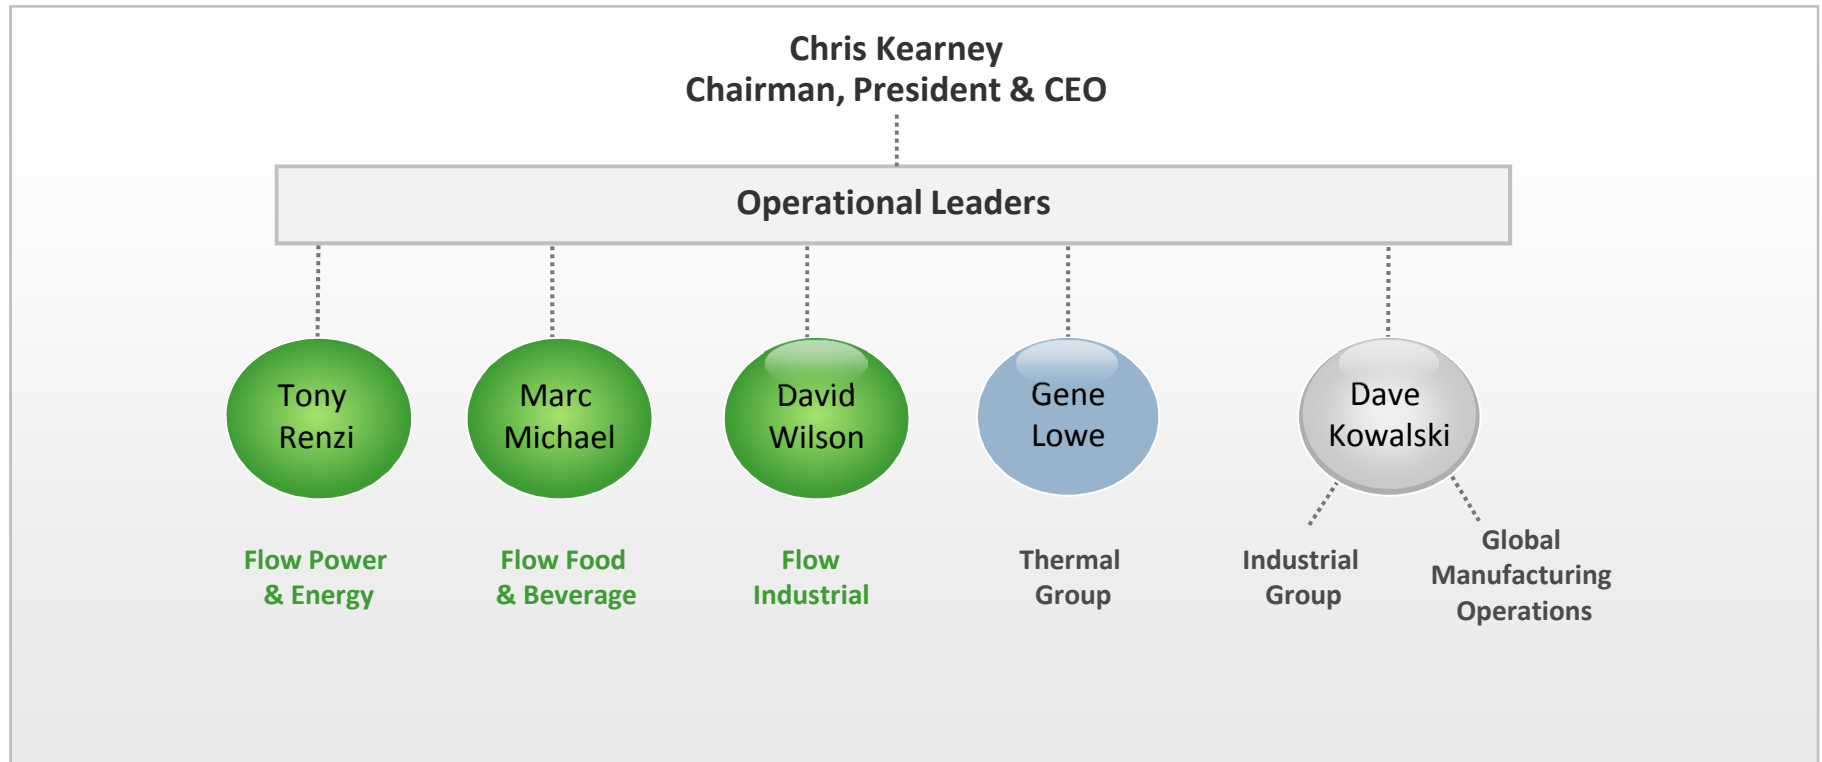 Chris Kearney
Chairman, President & CEO
Operational Leaders
Tony
Renzi
Marc
Michael
David
Wilson
Gene
Lowe
Dave
Kowalski
Flow Power
& Energy
Flow Food
& Beverage
Flow
Industrial
Thermal
Group
Industrial
Group
Global
Manufacturing
Operations